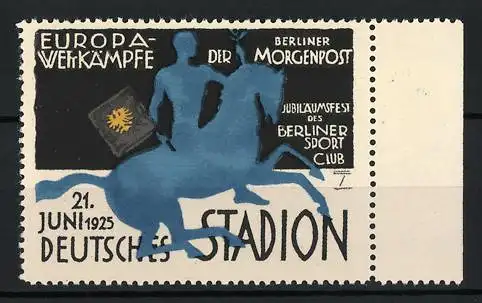 EUROPA-
WETTKÄMPFE DER BERLINER
MORGENPOST
JUBILÄUMSFEST
DES
BERLINER
SPORT
CLUB
21.
JUNI 1925
DEUTSCHES STADION